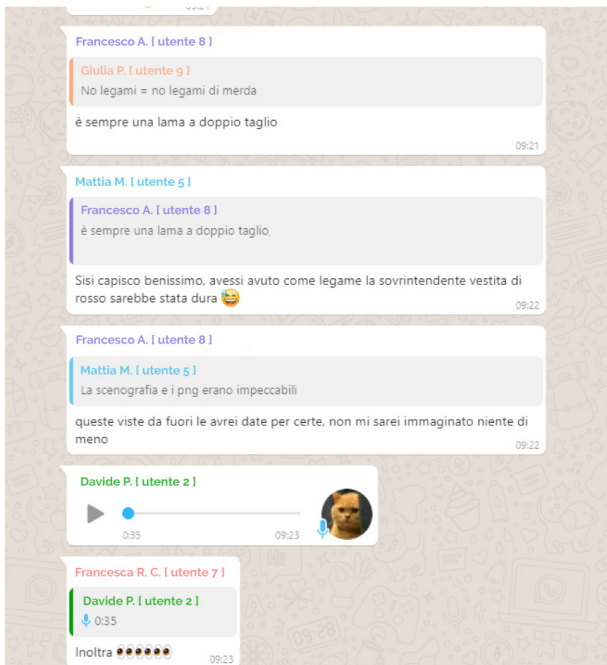 Francesco A. [ utente 8 ]
Giulia P. [ utente 9 ]
No legami = no legami di merda
è sempre una lama a doppio taglio
09:21
Mattia M. [ utente 5 ]
Francesco A. [ utente 8 ]
è sempre una lama a doppio taglio,
Sisi capisco benissimo, avessi avuto come legame la sovrintendente vestita di
rosso sarebbe stata dura 😅
09:22
Francesco A. [ utente 8 ]
Mattia M. [ utente 5 ]
La scenografia e i png erano impeccabili
queste viste da fuori le avrei date per certe, non mi sarei immaginato niente di
meno
09:22
Davide P. [ utente 2 ]
0:35
09:23
Francesca R. C. [ utente 7 ]
Davide P. [ utente 2 ]
0:35
Inoltra 👁👁👁👁👁👁
09:23